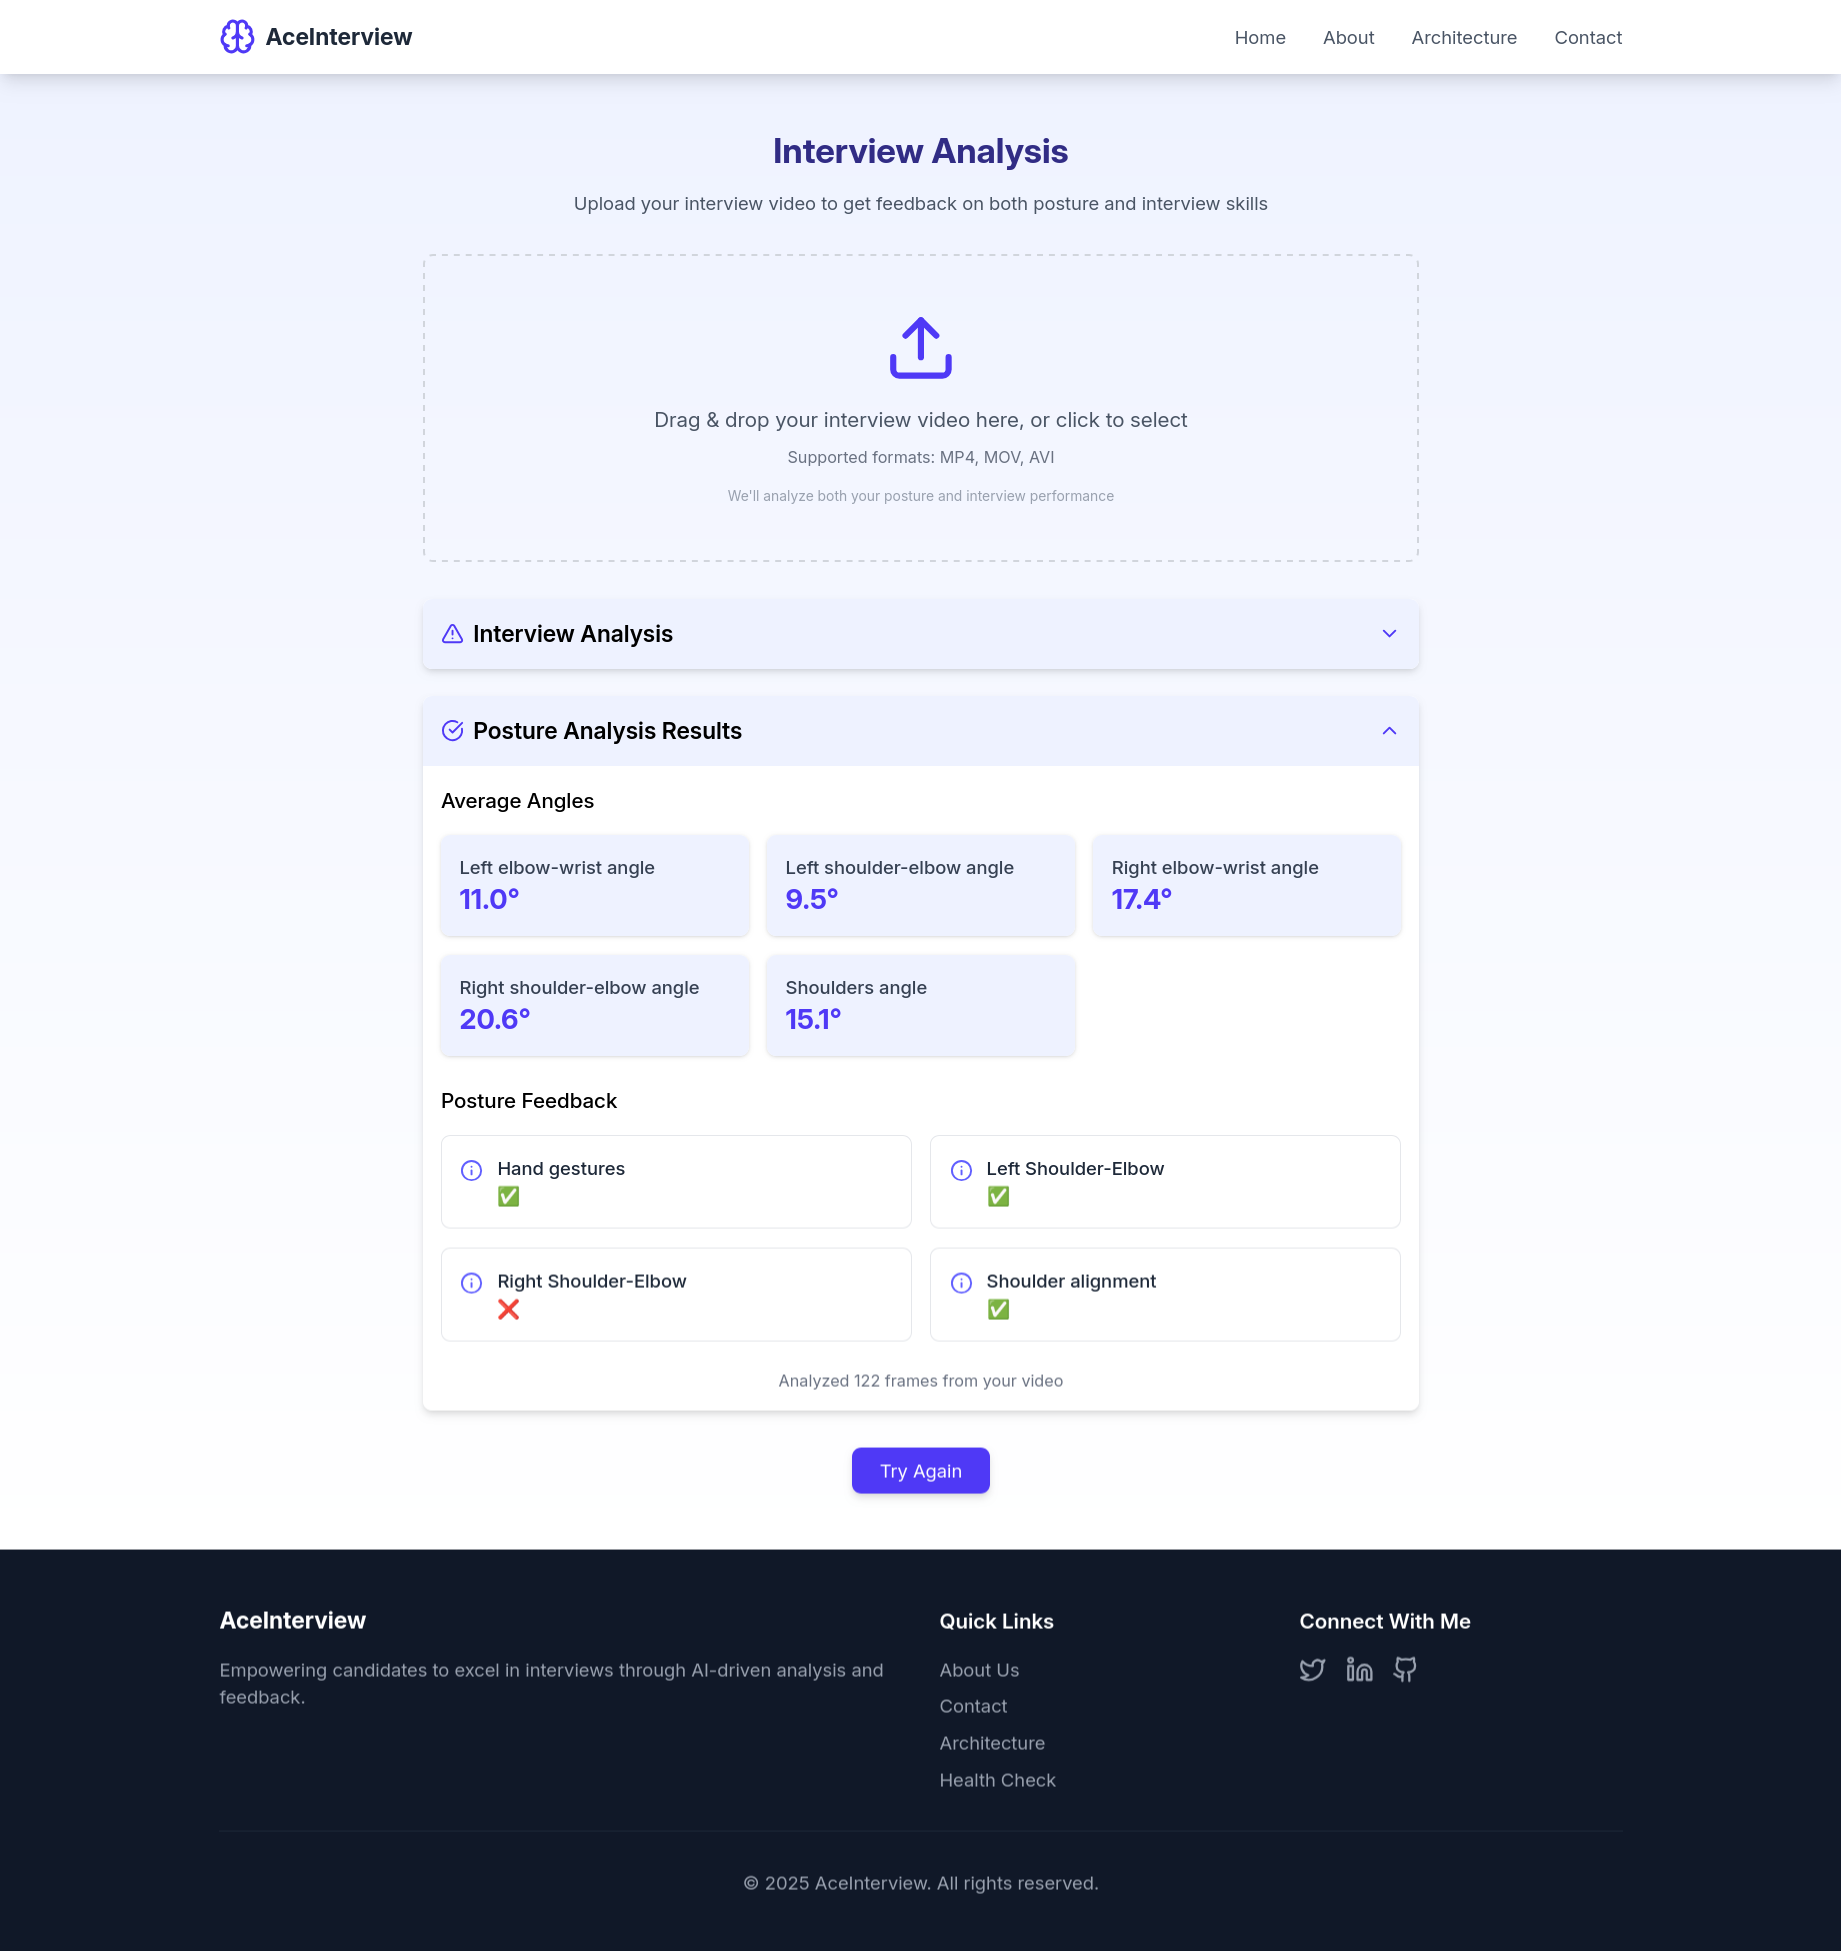 AceInterview
Home
About
Architecture
Contact
Interview Analysis
Upload your interview video to get feedback on both posture and interview skills
Drag & drop your interview video here, or click to select
Supported formats: MP4, MOV, AVI
We'll analyze both your posture and interview performance
Interview Analysis
Posture Analysis Results
Average Angles
Left elbow-wrist angle
11.0°
Left shoulder-elbow angle
9.5°
Right elbow-wrist angle
17.4°
Right shoulder-elbow angle
20.6°
Shoulders angle
15.1°
Posture Feedback
Hand gestures
✅
Left Shoulder-Elbow
✅
Right Shoulder-Elbow
❌
Shoulder alignment
✅
Analyzed 122 frames from your video
Try Again
AceInterview
Empowering candidates to excel in interviews through AI-driven analysis and
feedback.
Quick Links
About Us
Contact
Architecture
Health Check
Connect With Me
© 2025 AceInterview. All rights reserved.